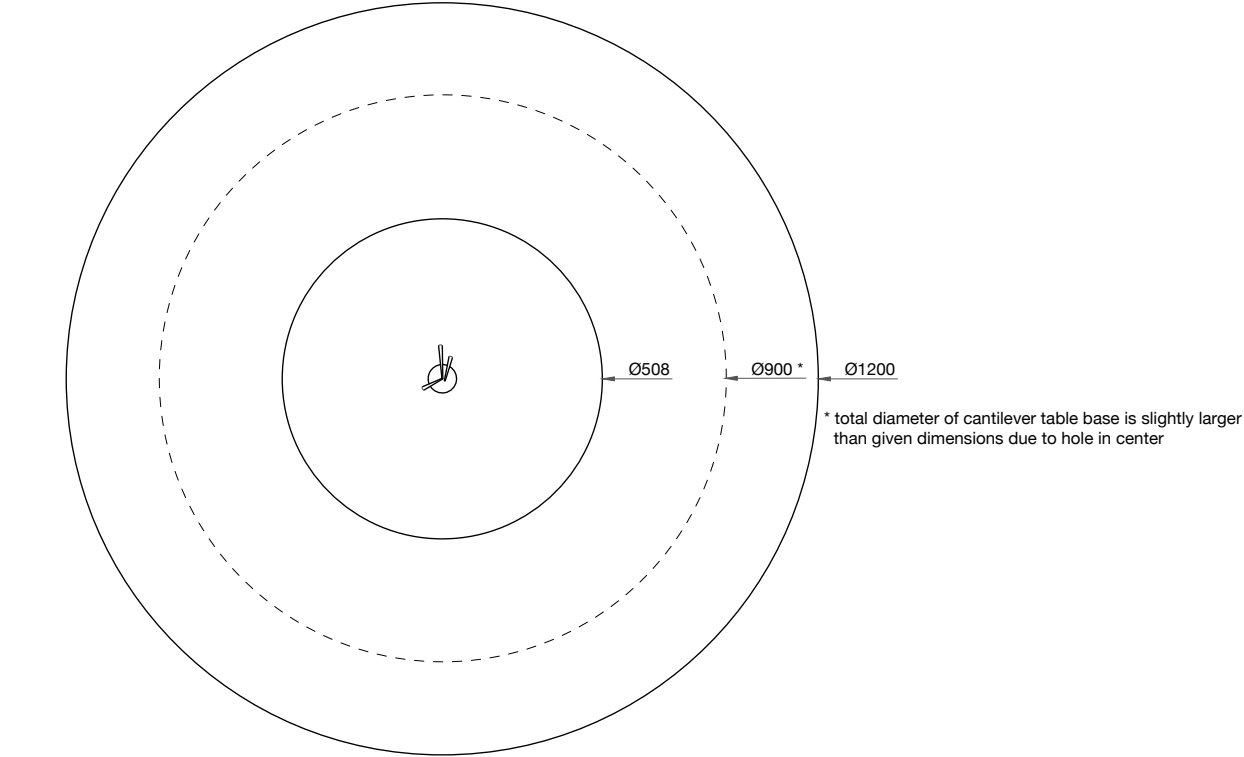 Ø508
Ø900 *
Ø1200
* total diameter of cantilever table base is slightly larger
than given dimensions due to hole in center